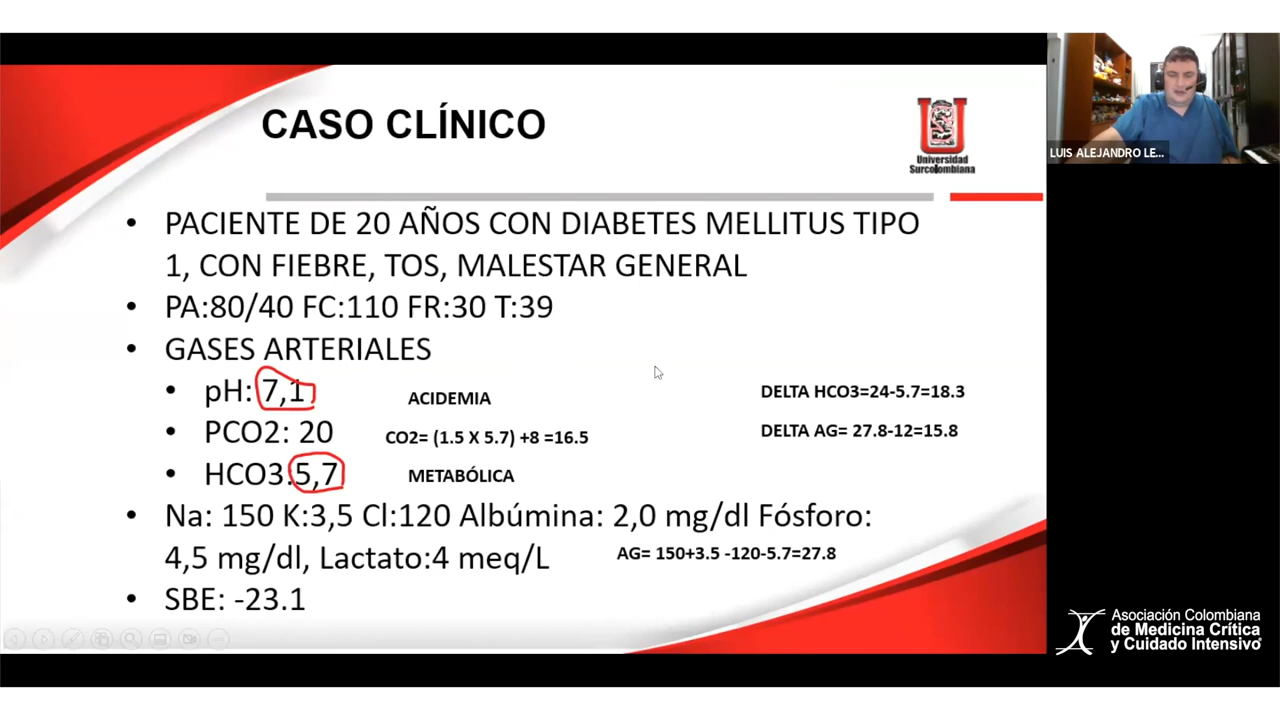 CASO CLÍNICO
Universidad
Surcolombiana
LUIS ALEJANDRO LE...
• PACIENTE DE 20 AÑOS CON DIABETES MELLITUS TIPO
1, CON FIEBRE, TOS, MALESTAR GENERAL
• PA:80/40 FC:110 FR:30 T:39
• GASES ARTERIALES
• pH: 7,1
ACIDEMIA
DELTA HCO3=24-5.7=18.3
• PCO2: 20
CO2= (1.5 X 5.7) +8 =16.5
DELTA AG= 27.8-12=15.8
• HCO3:5,7
METABÓLICA
• Na: 150 K:3,5 Cl:120 Albúmina: 2,0 mg/dl Fósforo:
4,5 mg/dl, Lactato:4 meq/L
AG= 150+3.5 -120-5.7=27.8
• SBE: -23.1
Asociación Colombiana
de Medicina Crítica
y Cuidado Intensivo